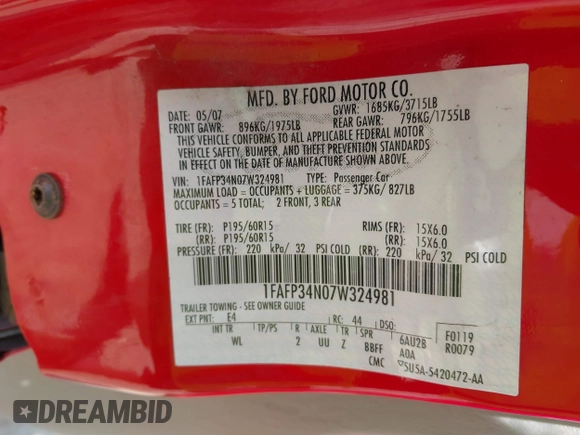 MFD. BY FORD MOTOR CO.
DATE: 05/07 GVWR: 1685KG/3715LB
FRONT GAWR: 896KG/1975LB REAR GAWR: 796KG/1755LB
THIS VEHICLE CONFORMS TO ALL APPLICABLE FEDERAL MOTOR
VEHICLE SAFETY, BUMPER, AND THEFT PREVENTION STANDARDS
IN EFFECT ON THE DATE OF MANUFACTURE SHOWN ABOVE.
VIN: 1FAFP34N07W324981 TYPE: Passenger Car
MAXIMUM LOAD = OCCUPANTS + LUGGAGE = 375KG/ 827LB
OCCUPANTS = 5 TOTAL; 2 FRONT, 3 REAR
TIRE (FR): P195/60R15 RIMS (FR): 15X6.0
(RR): P195/60R15 (RR): 15X6.0
PRESSURE (FR): 220 kPa/ 32 PSI COLD (RR): 220 kPa/ 32 PSI COLD
1FAFP34N07W324981
TRAILER TOWING - SEE OWNER GUIDE
EXT PNT: E4 RC: 44 DSO: F0119
INT TR TP/PS R AXLE TR SPR 6AU2B R0079
WL 2 UU Z BBFF A0A
CMC 5U5A-5420472-AA
DREAMBID